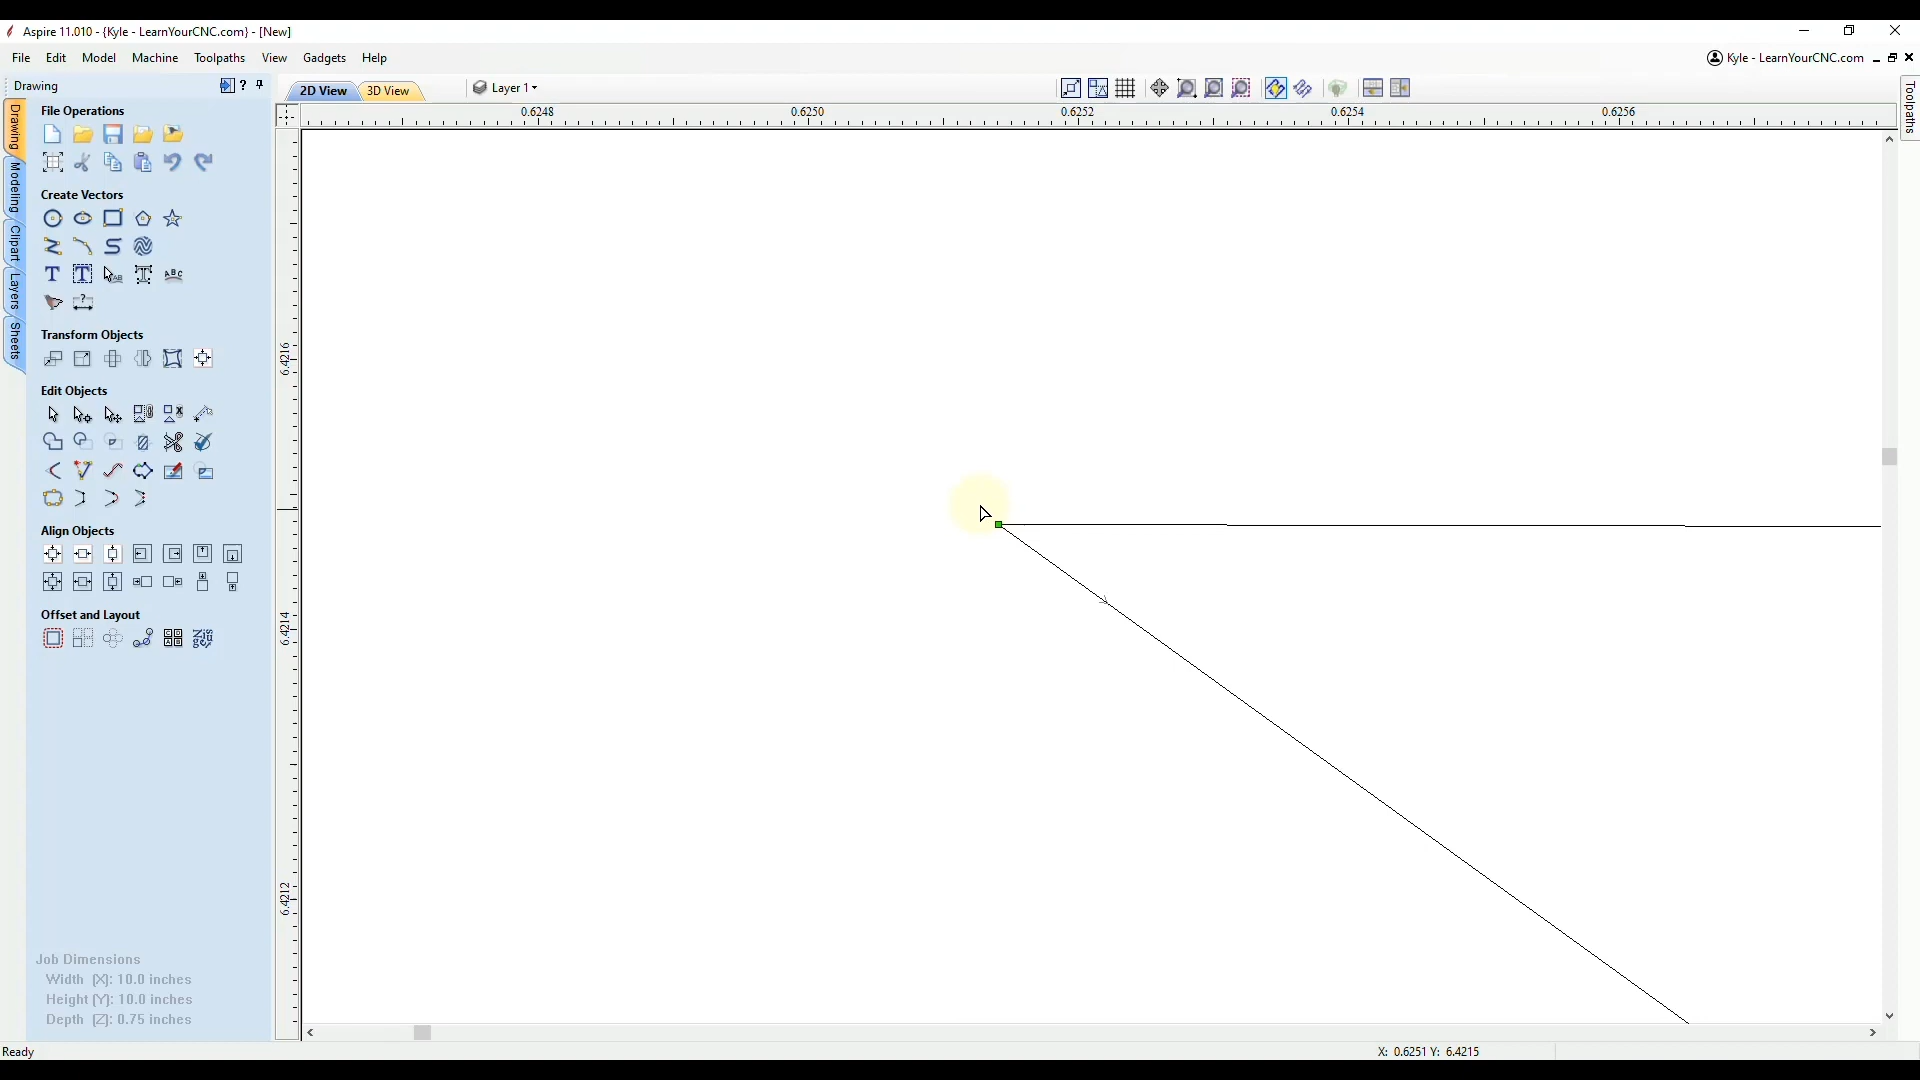 Aspire 11.010 - {Kyle - LearnYourCNC.com} - [New]
File Edit Model Machine Toolpaths View Gadgets Help
Kyle - LearnYourCNC.com
Drawing
2D View
3D View
Layer 1
Toolpaths
Drawing
Modeling
Clipart
Layers
Sheets
File Operations
Create Vectors
Transform Objects
Edit Objects
Align Objects
Offset and Layout
0.6248 0.6250 0.6252 0.6254 0.6256
6.4216
6.4214
6.4212
Job Dimensions
Width (X): 10.0 inches
Height (Y): 10.0 inches
Depth (Z): 0.75 inches
Ready
X: 0.6251 Y: 6.4215